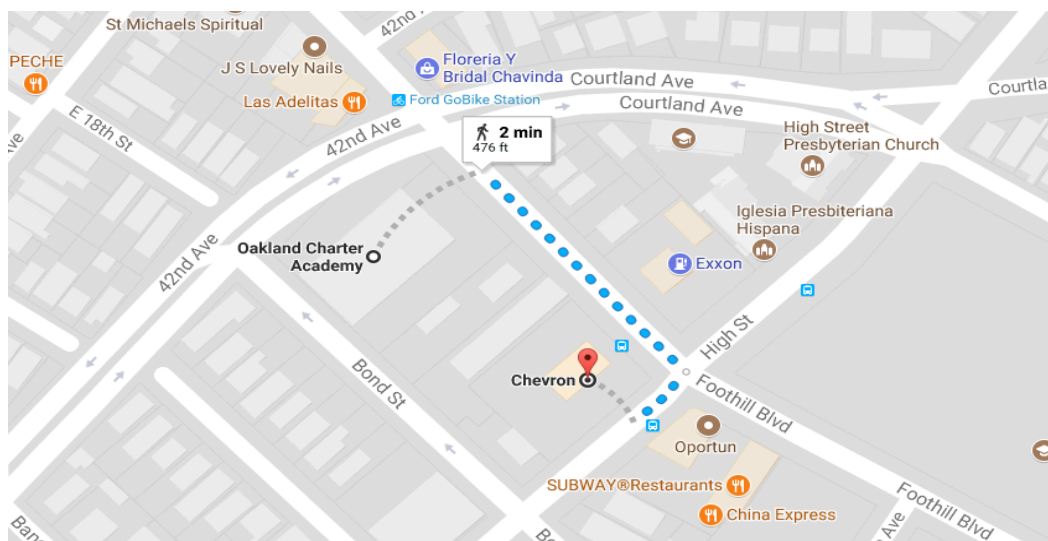 St Michaels Spiritual
42nd
PECHE
J S Lovely Nails
Floreria Y
Bridal Chavinda
Courtland Ave
Courtland
Las Adelitas
Ford GoBike Station
Courtland Ave
E 18th St
42nd Ave
2 min
476 ft
High Street
Presbyterian Church
Iglesia Presbiteriana
Hispana
42nd Ave
Oakland Charter
Academy
Exxon
High St
Bond St
Chevron
Foothill Blvd
Oportun
SUBWAY®Restaurants
Foothill Blvd
China Express
Ave